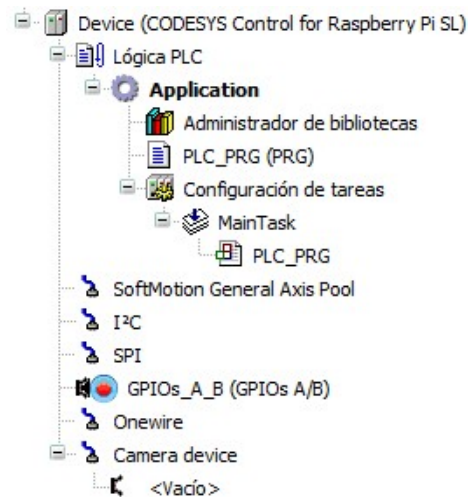 Device (CODESYS Control for Raspberry Pi SL)
Lógica PLC
Application
Administrador de bibliotecas
PLC_PRG (PRG)
Configuración de tareas
MainTask
PLC_PRG
SoftMotion General Axis Pool
I²C
SPI
GPIOs_A_B (GPIOs A/B)
Onewire
Camera device
<Vacío>